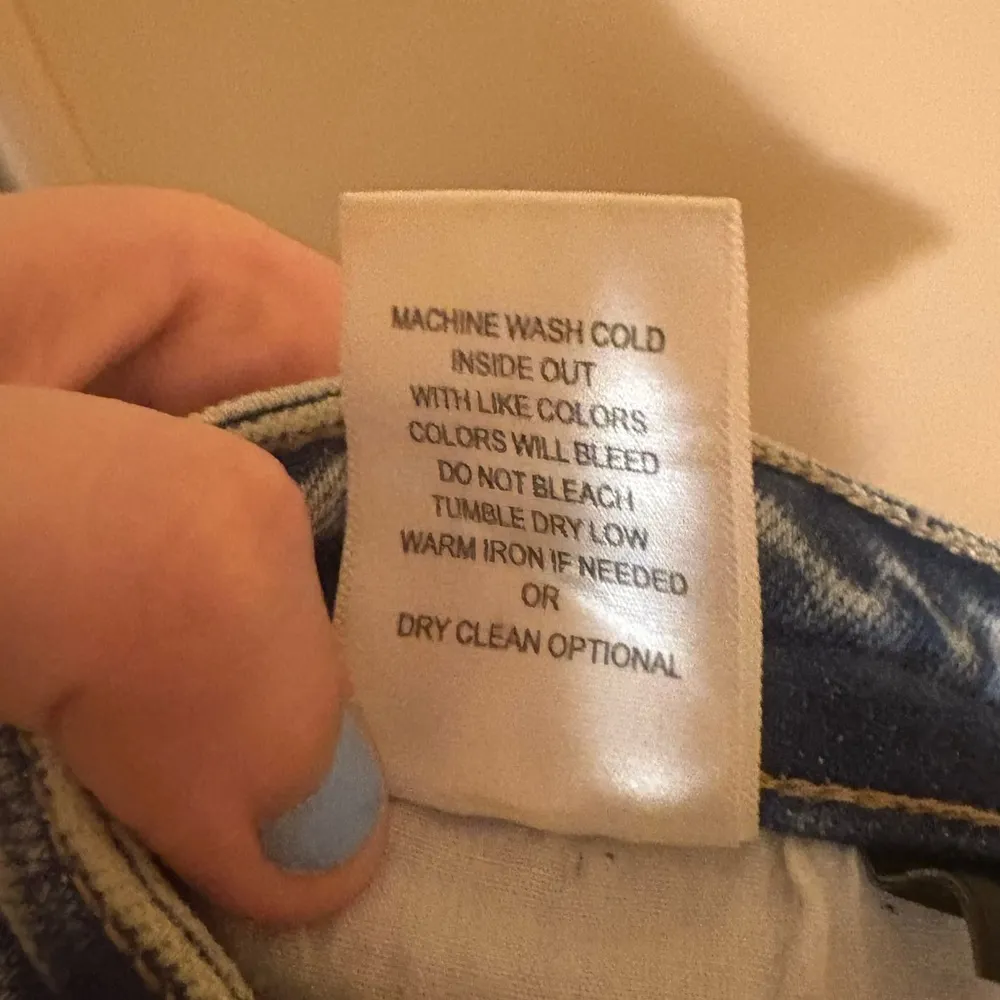 MACHINE WASH COLD
INSIDE OUT
WITH LIKE COLORS
COLORS WILL BLEED
DO NOT BLEACH
TUMBLE DRY LOW
WARM IRON IF NEEDED
OR
DRY CLEAN OPTIONAL